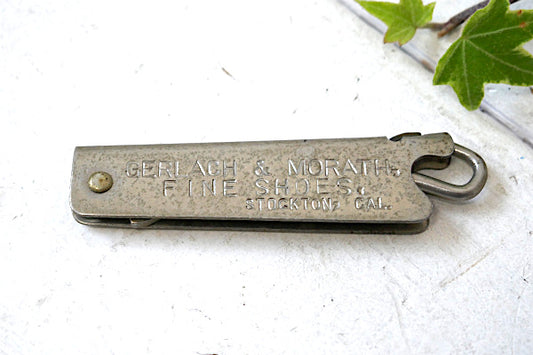 GERLACH & MORATH,
FINE SHOES.
STOCKTON, CAL.